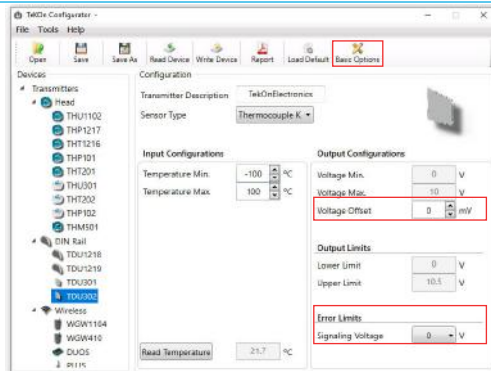 TekOn Configurator -
File Tools Help
Open Save Save As Read Device Write Device Report Load Default Basic Options
Devices
Transmitters
Head
THU1102
THP1217
THT1216
THP101
THT201
THU301
THT202
THP102
THM501
DIN Rail
TDU1218
TDU1219
TDU301
TDU302
Wireless
WGW1104
WGW410
DUOS
PLUS
Configuration
Transmitter Description TekOnElectronics
Sensor Type Thermocouple K
Input Configurations
Temperature Min. -100 ºC
Temperature Max 100 ºC
Read Temperature 21.7 ºC
Output Configurations
Voltage Min. 0 V
Voltage Max. 10 V
Voltage Offset 0 mV
Output Limits
Lower Limit 0 V
Upper Limit 10.5 V
Error Limits
Signaling Voltage 0 V